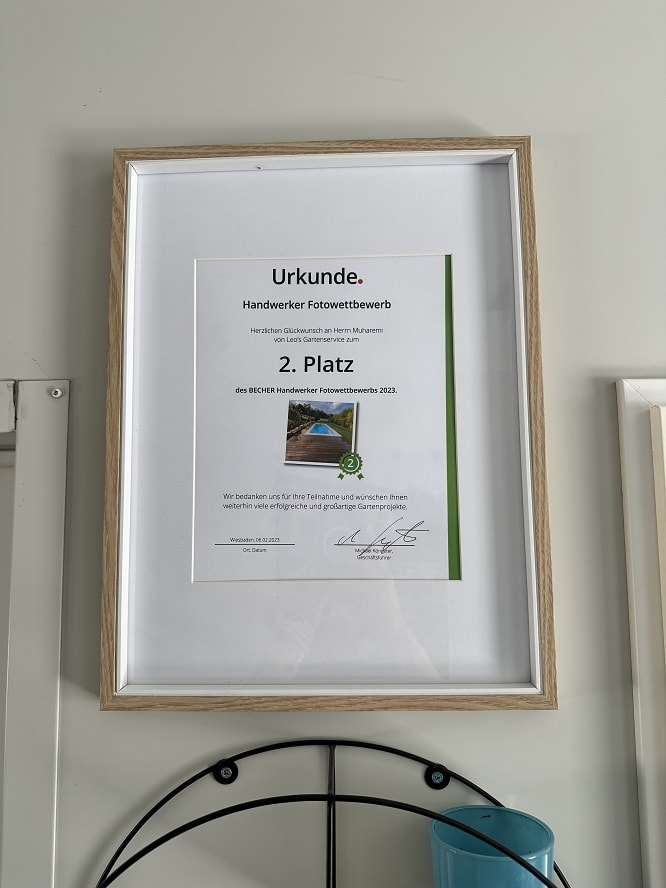 Urkunde.
Handwerker Fotowettbewerb
Herzlichen Glückwunsch an Herrn Muharemi
von Leo's Gartenservice zum
2. Platz
des BECHER Handwerker Fotowettbewerbs 2023.
2
Wir bedanken uns für Ihre Teilnahme und wünschen Ihnen
weiterhin viele erfolgreiche und großartige Gartenprojekte.
Wiesbaden, 06.02.2023
Ort, Datum
Michael
Geschäftsführer